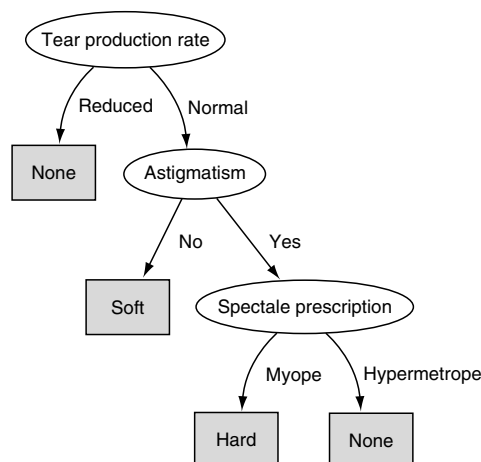 Tear production rate
Reduced
Normal
None
Astigmatism
No
Yes
Soft
Spectale prescription
Myope
Hypermetrope
Hard
None